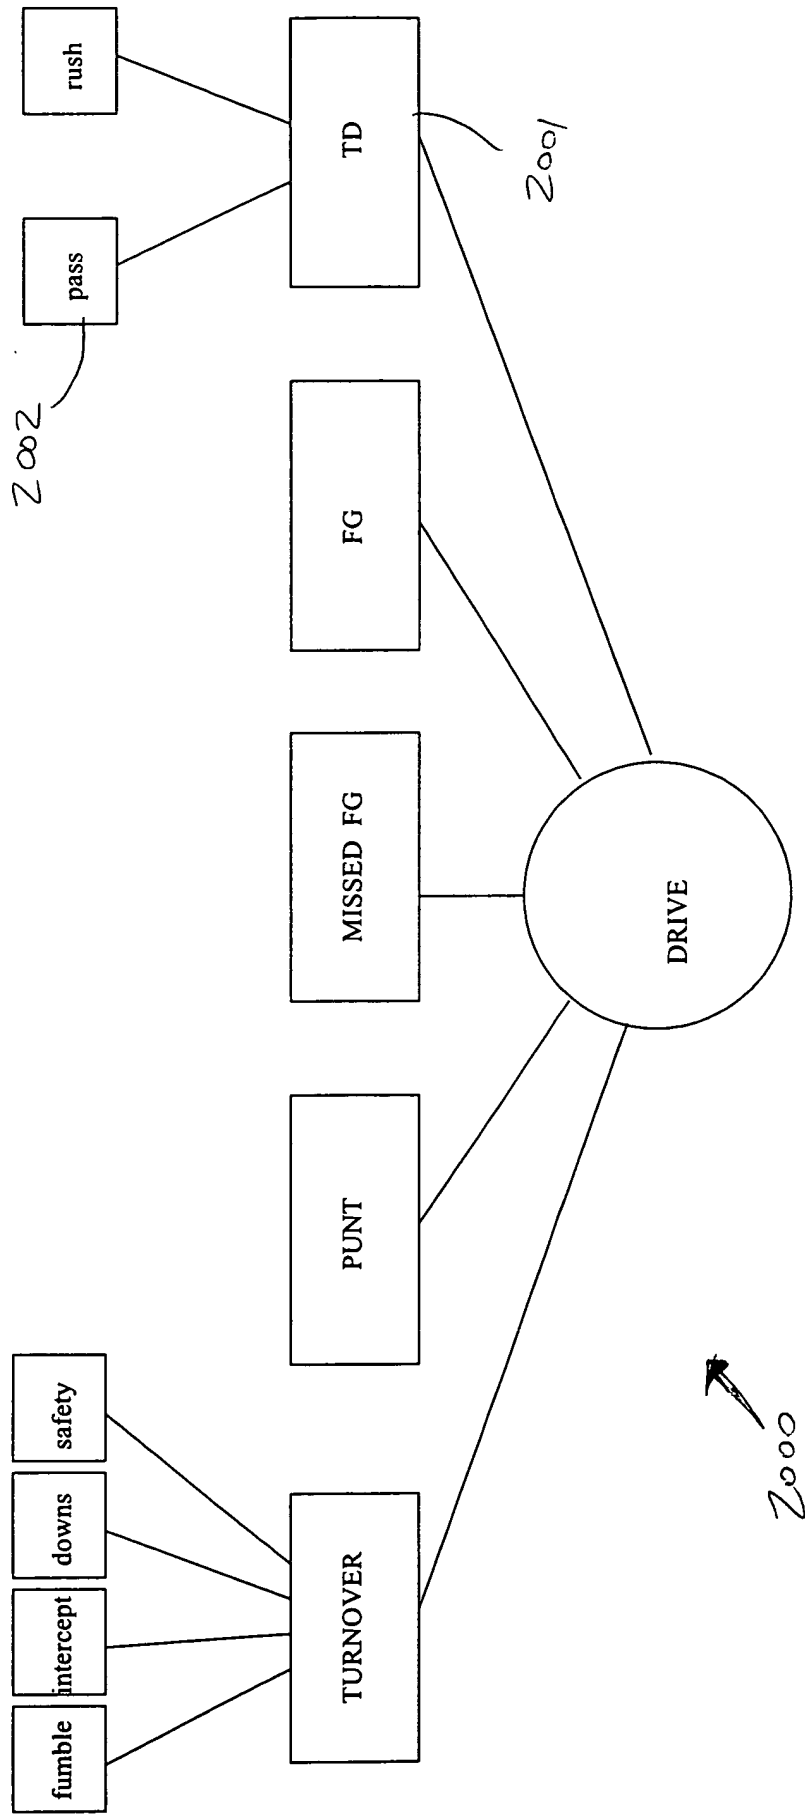 fumble
intercept
downs
safety
pass
rush
2002
TURNOVER
PUNT
MISSED FG
FG
TD
2001
DRIVE
2000